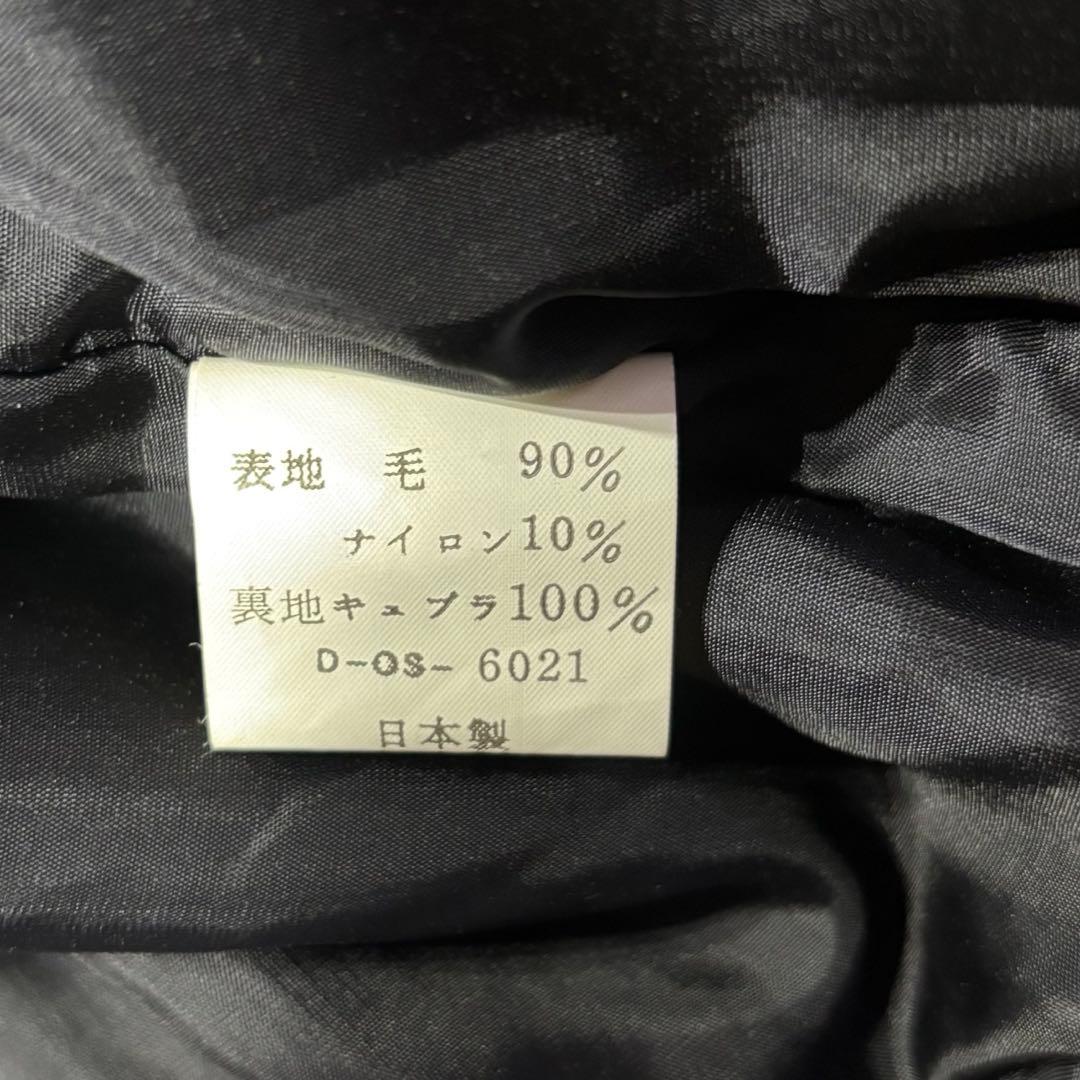 表地 毛 90%
ナイロン10%
裏地キュプラ100%
D-OS-6021
日本製